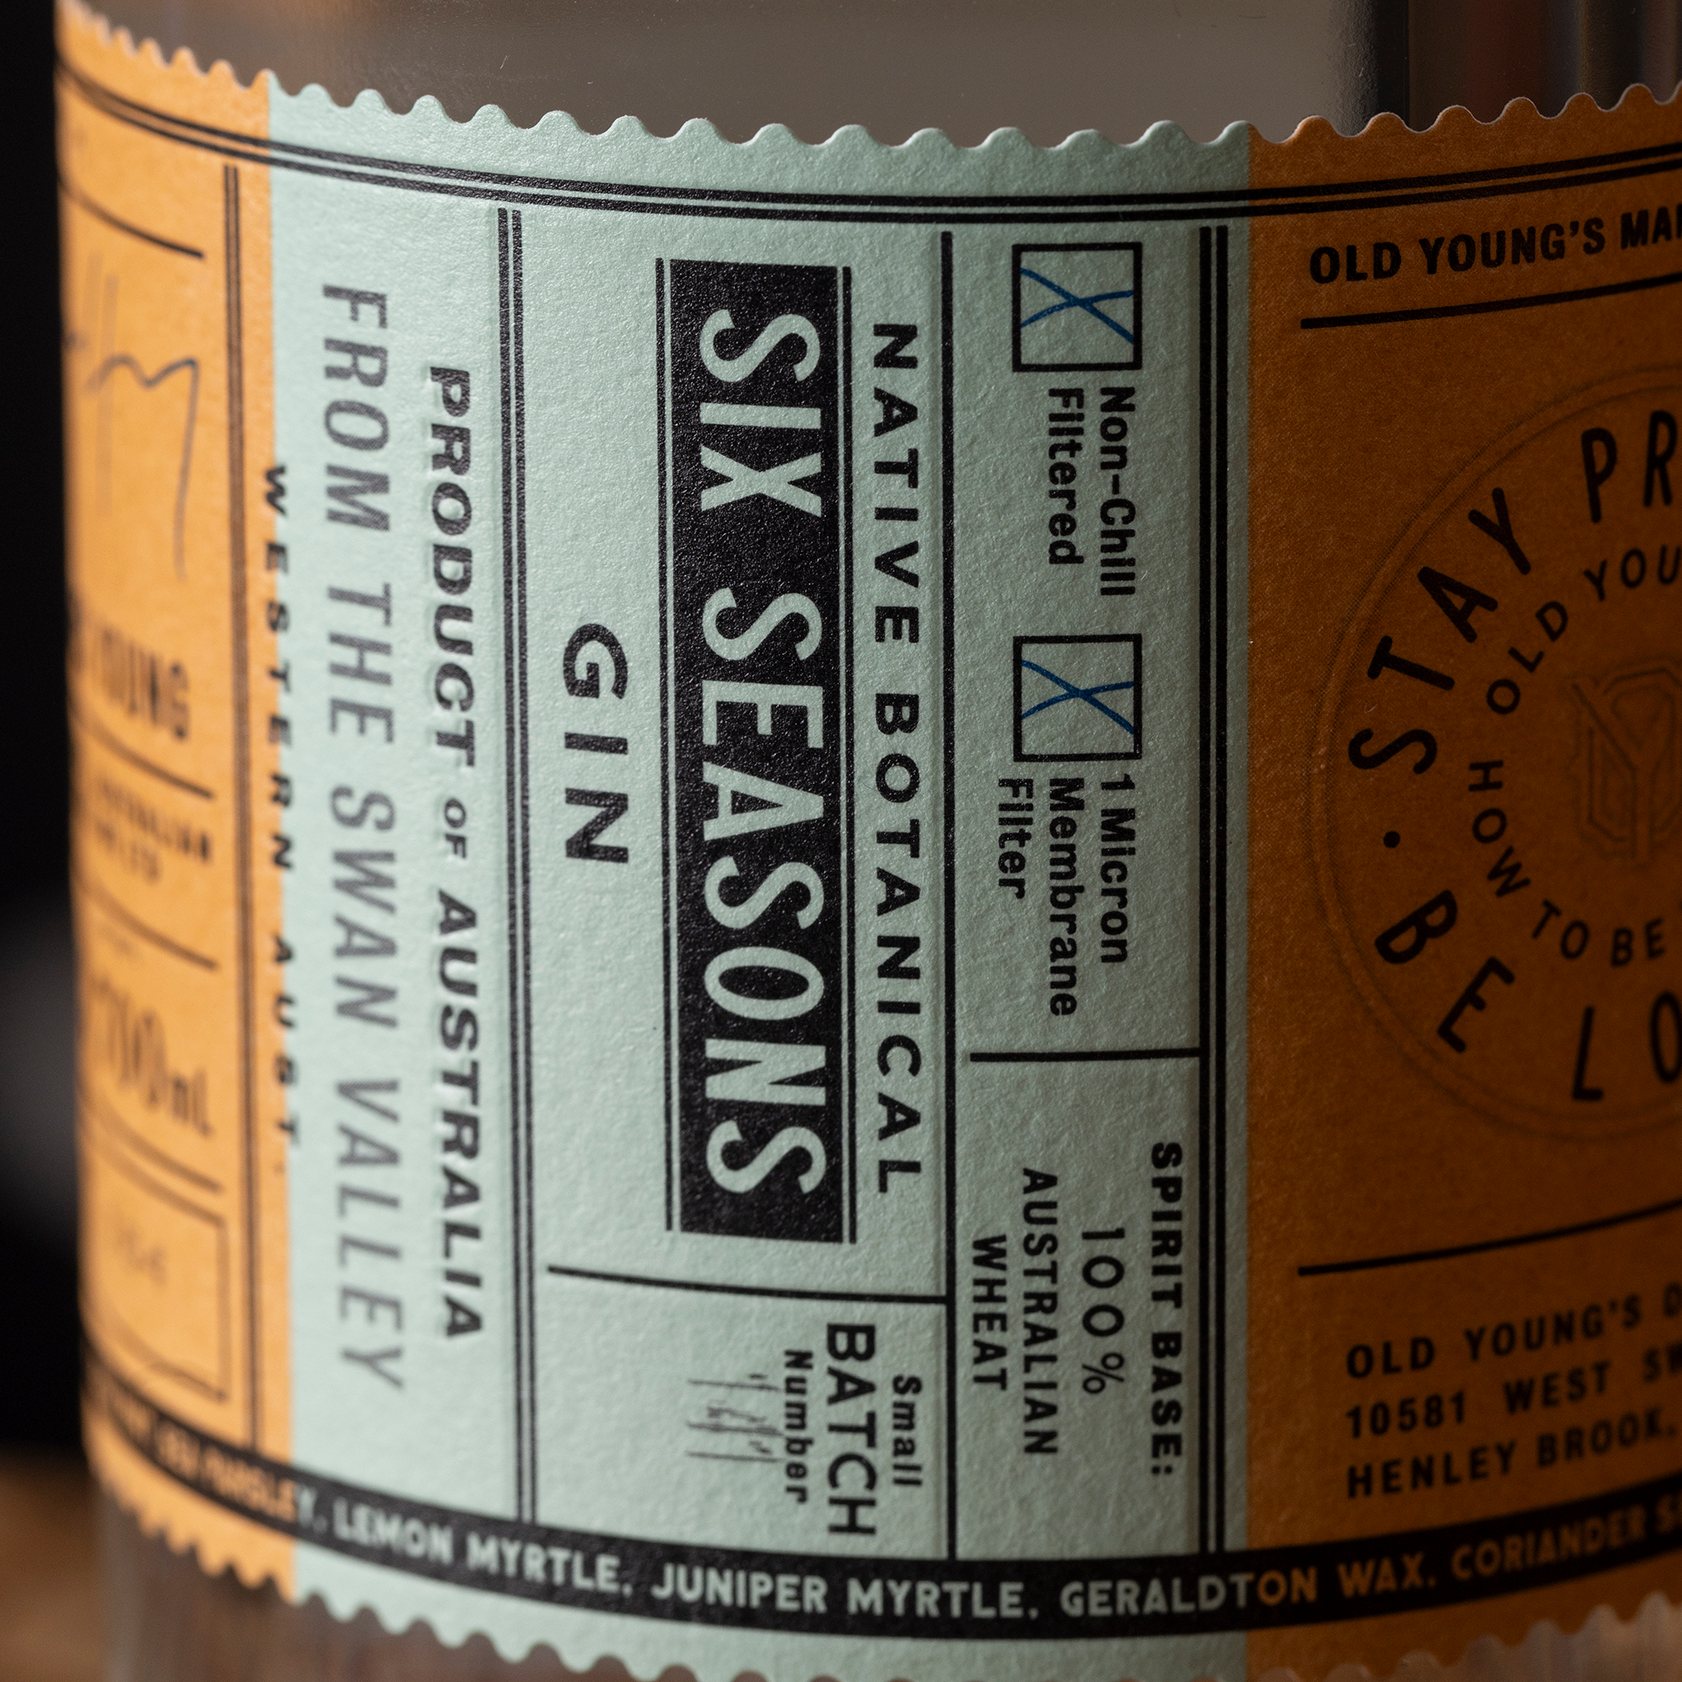 Non-Chill
Filtered
1 Micron
Membrane
Filter
SPIRIT BASE:
100%
AUSTRALIAN
WHEAT
NATIVE BOTANICAL
SIX SEASONS
GIN
Small
BATCH
Number
PRODUCT OF AUSTRALIA
FROM THE SWAN VALLEY
WESTERN AUST.
YOUNG
700mL
OLD YOUNG'S
STAY
BE
OLD
HOW TO BE
OLD YOUNG'S
10581 WEST
HENLEY BROOK.
PARSLEY, LEMON MYRTLE, JUNIPER MYRTLE, GERALDTON WAX, CORIANDER